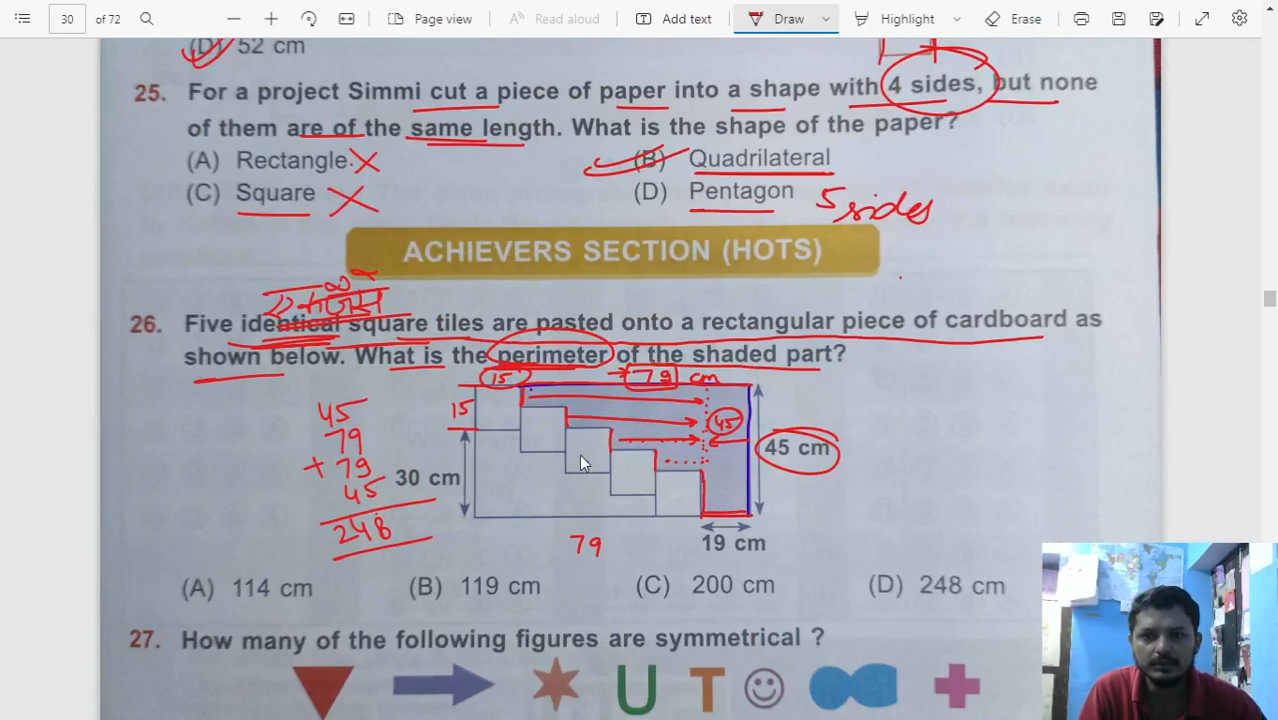 30 of 72 Page view Read aloud Add text Draw Highlight Erase
(D) 52 cm
25. For a project Simmi cut a piece of paper into a shape with 4 sides, but none
of them are of the same length. What is the shape of the paper?
(A) Rectangle.
(B) Quadrilateral
(C) Square
(D) Pentagon
5 sides
ACHIEVERS SECTION (HOTS)
26. Five identical square tiles are pasted onto a rectangular piece of cardboard as
shown below. What is the perimeter of the shaded part?
15
79 cm
15
45
45
79
+ 79
45
248
30 cm
45 cm
79
19 cm
(A) 114 cm (B) 119 cm (C) 200 cm (D) 248 cm
27. How many of the following figures are symmetrical ?
U T